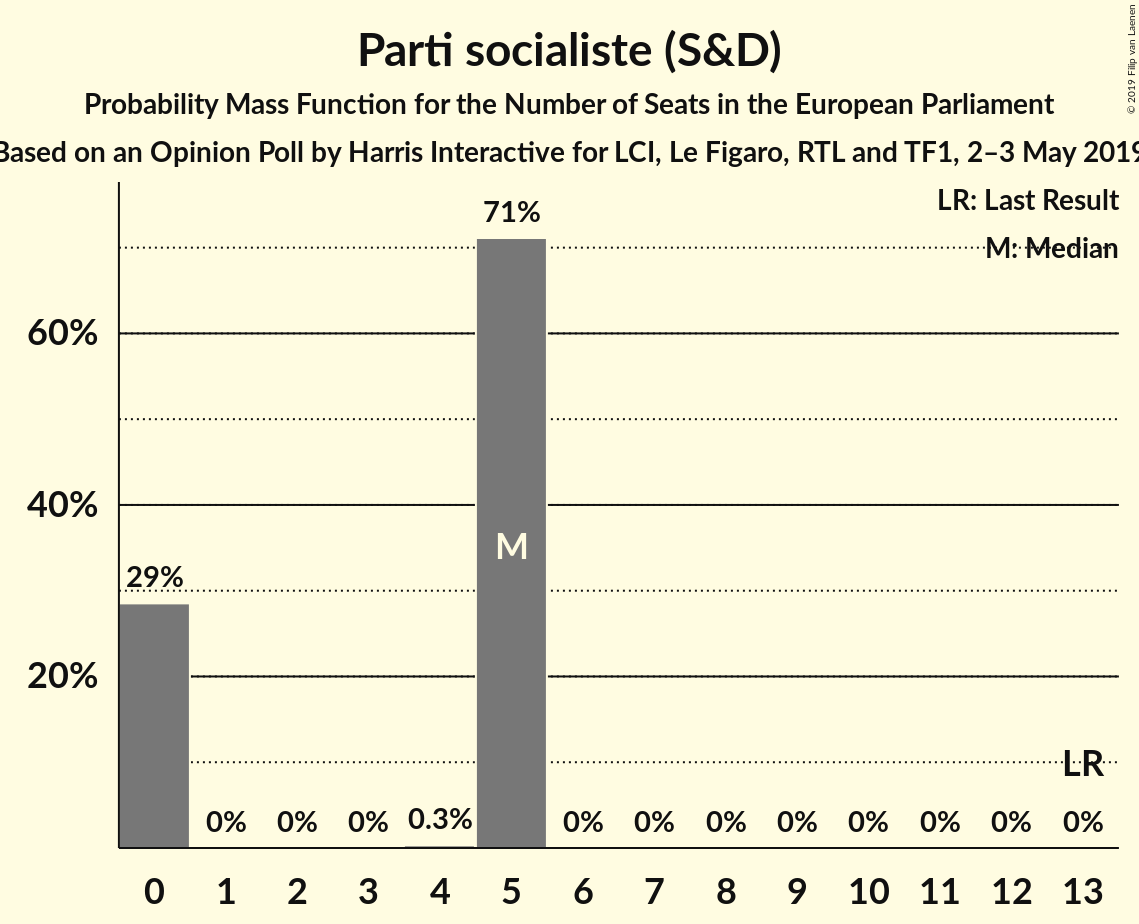 Parti socialiste (S&D)
Probability Mass Function for the Number of Seats in the European Parliament
Based on an Opinion Poll by Harris Interactive for LCI, Le Figaro, RTL and TF1, 2–3 May 2019
© 2019 Filip van Laenen
LR: Last Result
M: Median
71%
60%
40%
M
29%
20%
LR
0% 0% 0% 0.3% 0% 0% 0% 0% 0% 0% 0% 0%
0 1 2 3 4 5 6 7 8 9 10 11 12 13